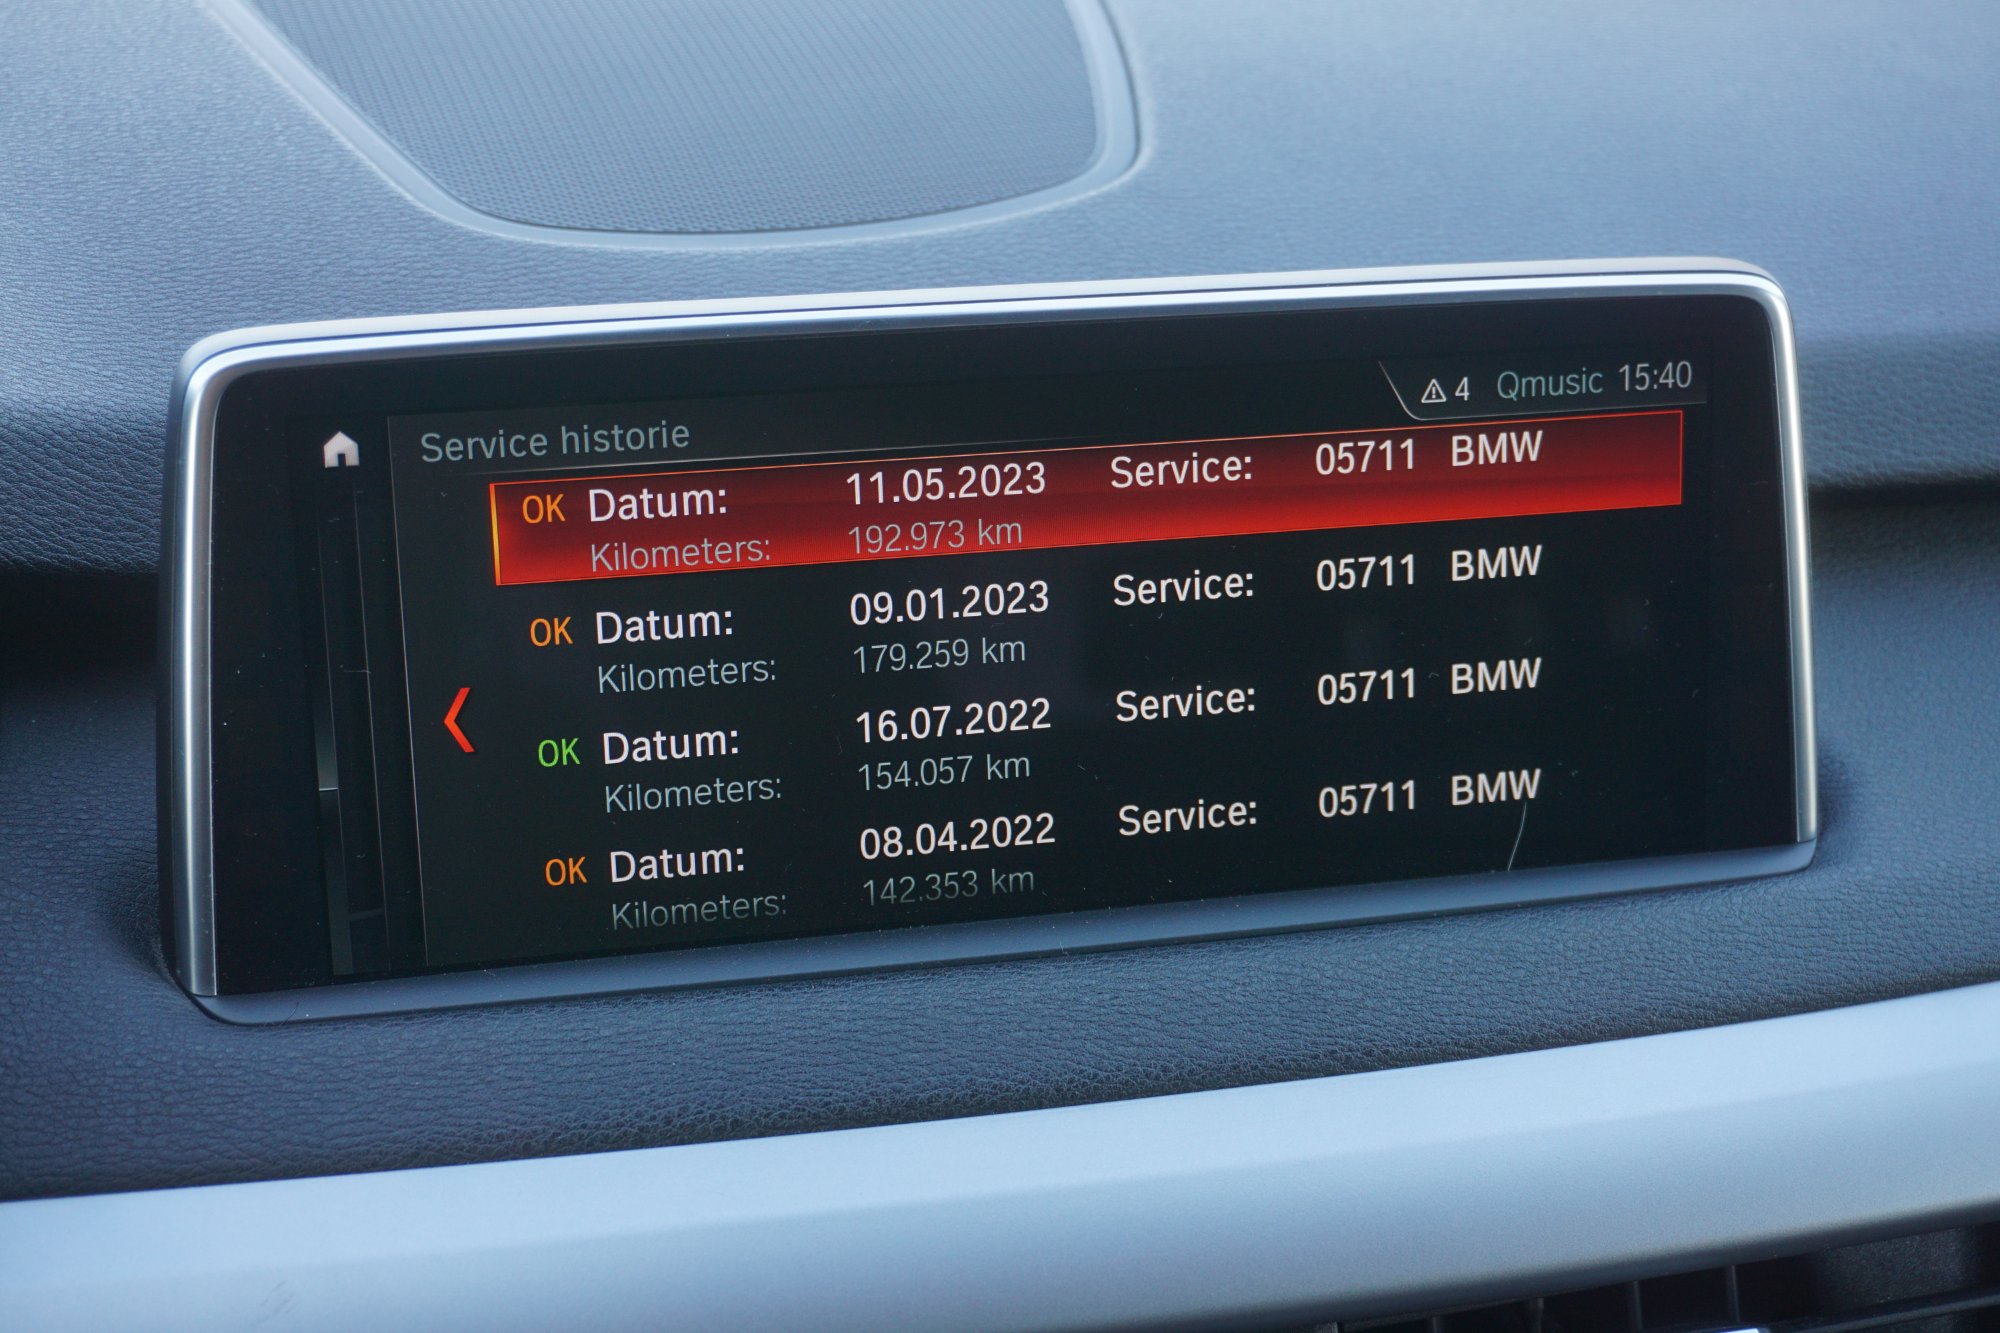 4 Qmusic 15:40
Service historie
OK Datum: 11.05.2023 Service: 05711 BMW
Kilometers: 192.973 km
OK Datum: 09.01.2023 Service: 05711 BMW
Kilometers: 179.259 km
OK Datum: 16.07.2022 Service: 05711 BMW
Kilometers: 154.057 km
OK Datum: 08.04.2022 Service: 05711 BMW
Kilometers: 142.353 km